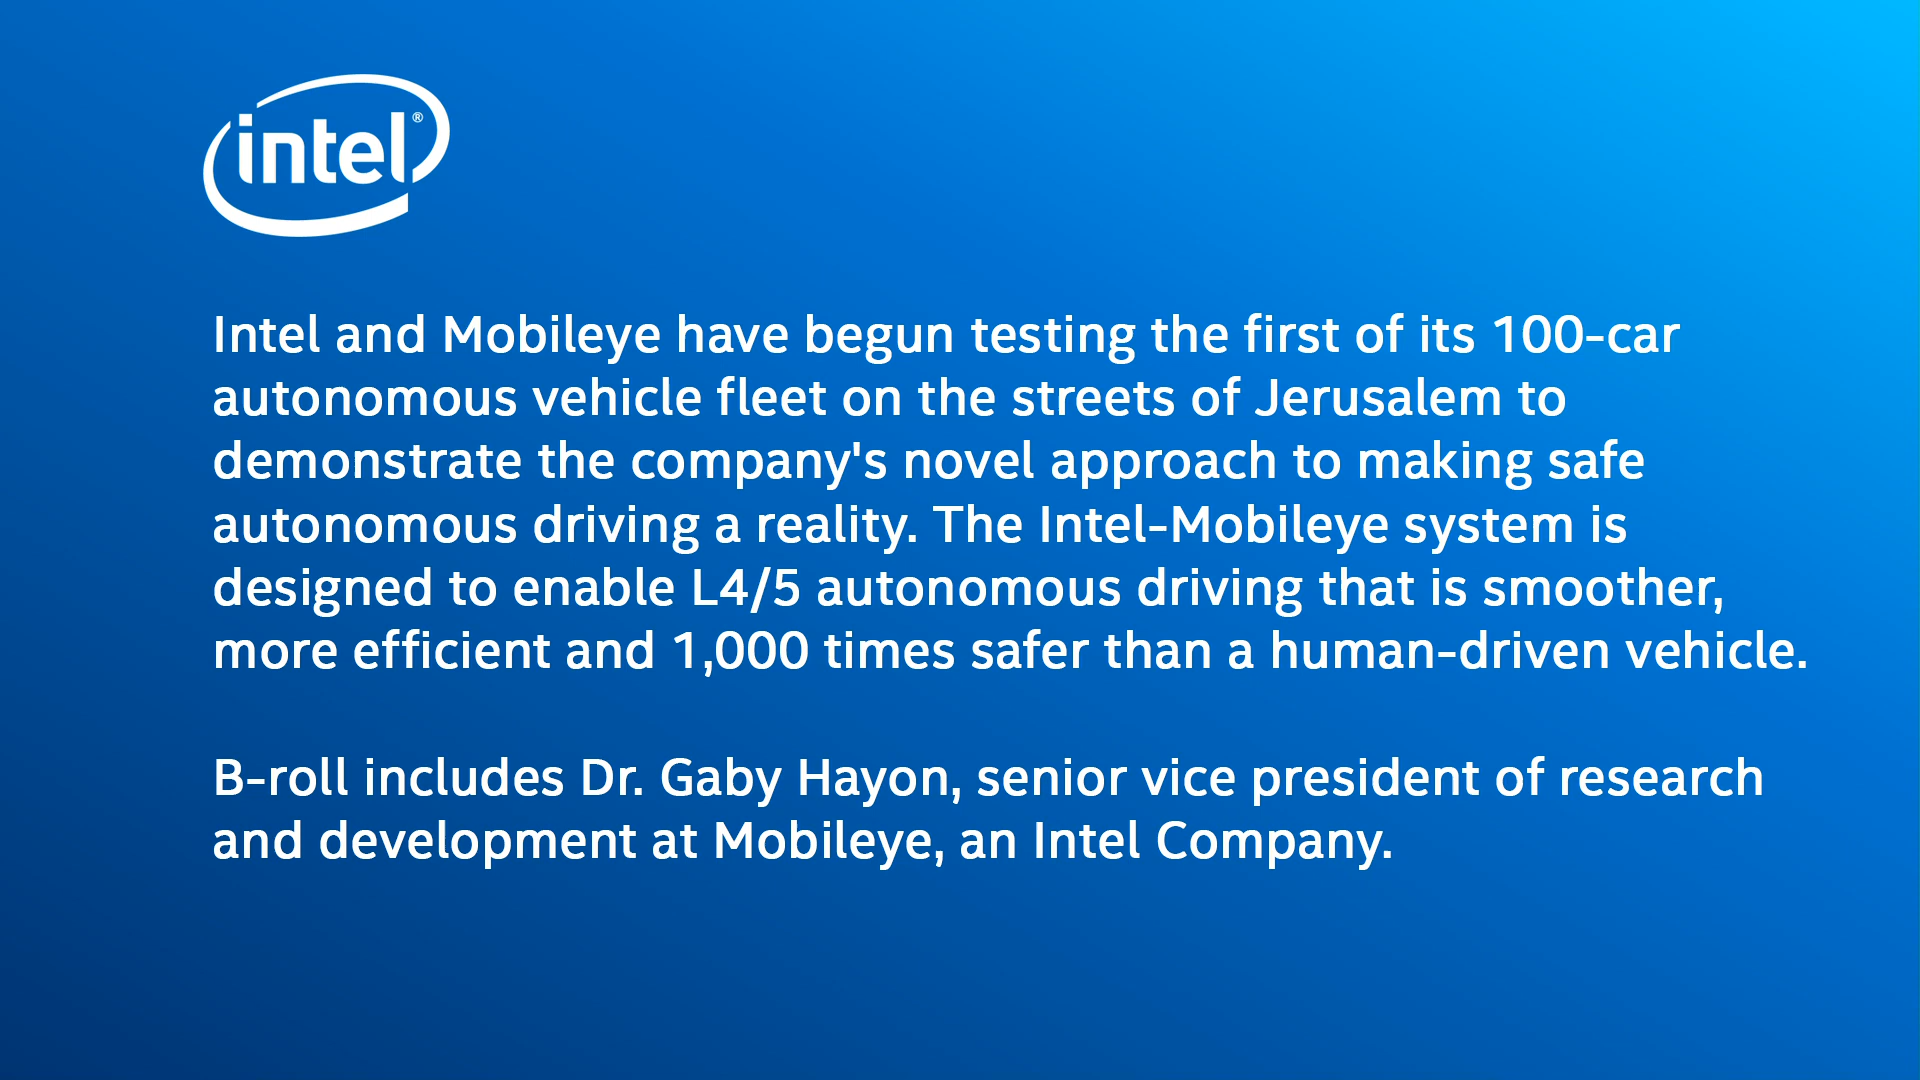 intel®
Intel and Mobileye have begun testing the first of its 100-car
autonomous vehicle fleet on the streets of Jerusalem to
demonstrate the company's novel approach to making safe
autonomous driving a reality. The Intel-Mobileye system is
designed to enable L4/5 autonomous driving that is smoother,
more efficient and 1,000 times safer than a human-driven vehicle.
B-roll includes Dr. Gaby Hayon, senior vice president of research
and development at Mobileye, an Intel Company.